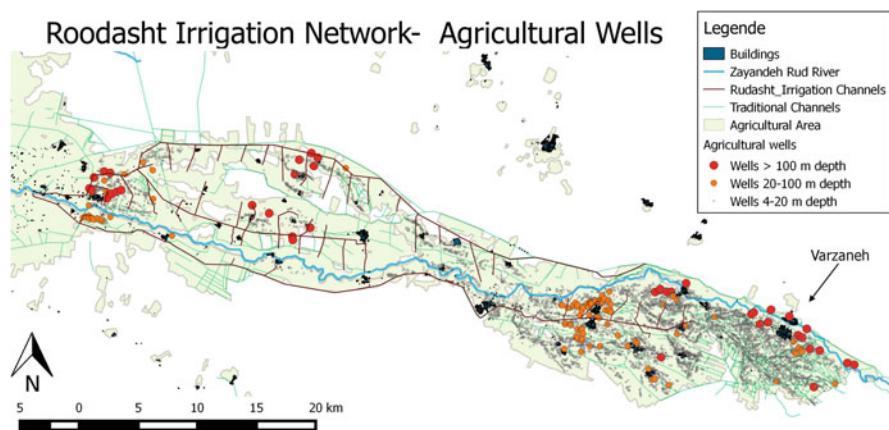 Roodasht Irrigation Network- Agricultural Wells
Legende
Buildings
Zayandeh Rud River
Rudasht_Irrigation Channels
Traditional Channels
Agricultural Area
Agricultural wells
Wells > 100 m depth
Wells 20-100 m depth
Wells 4-20 m depth
Varzaneh
N
5 0 5 10 15 20 km